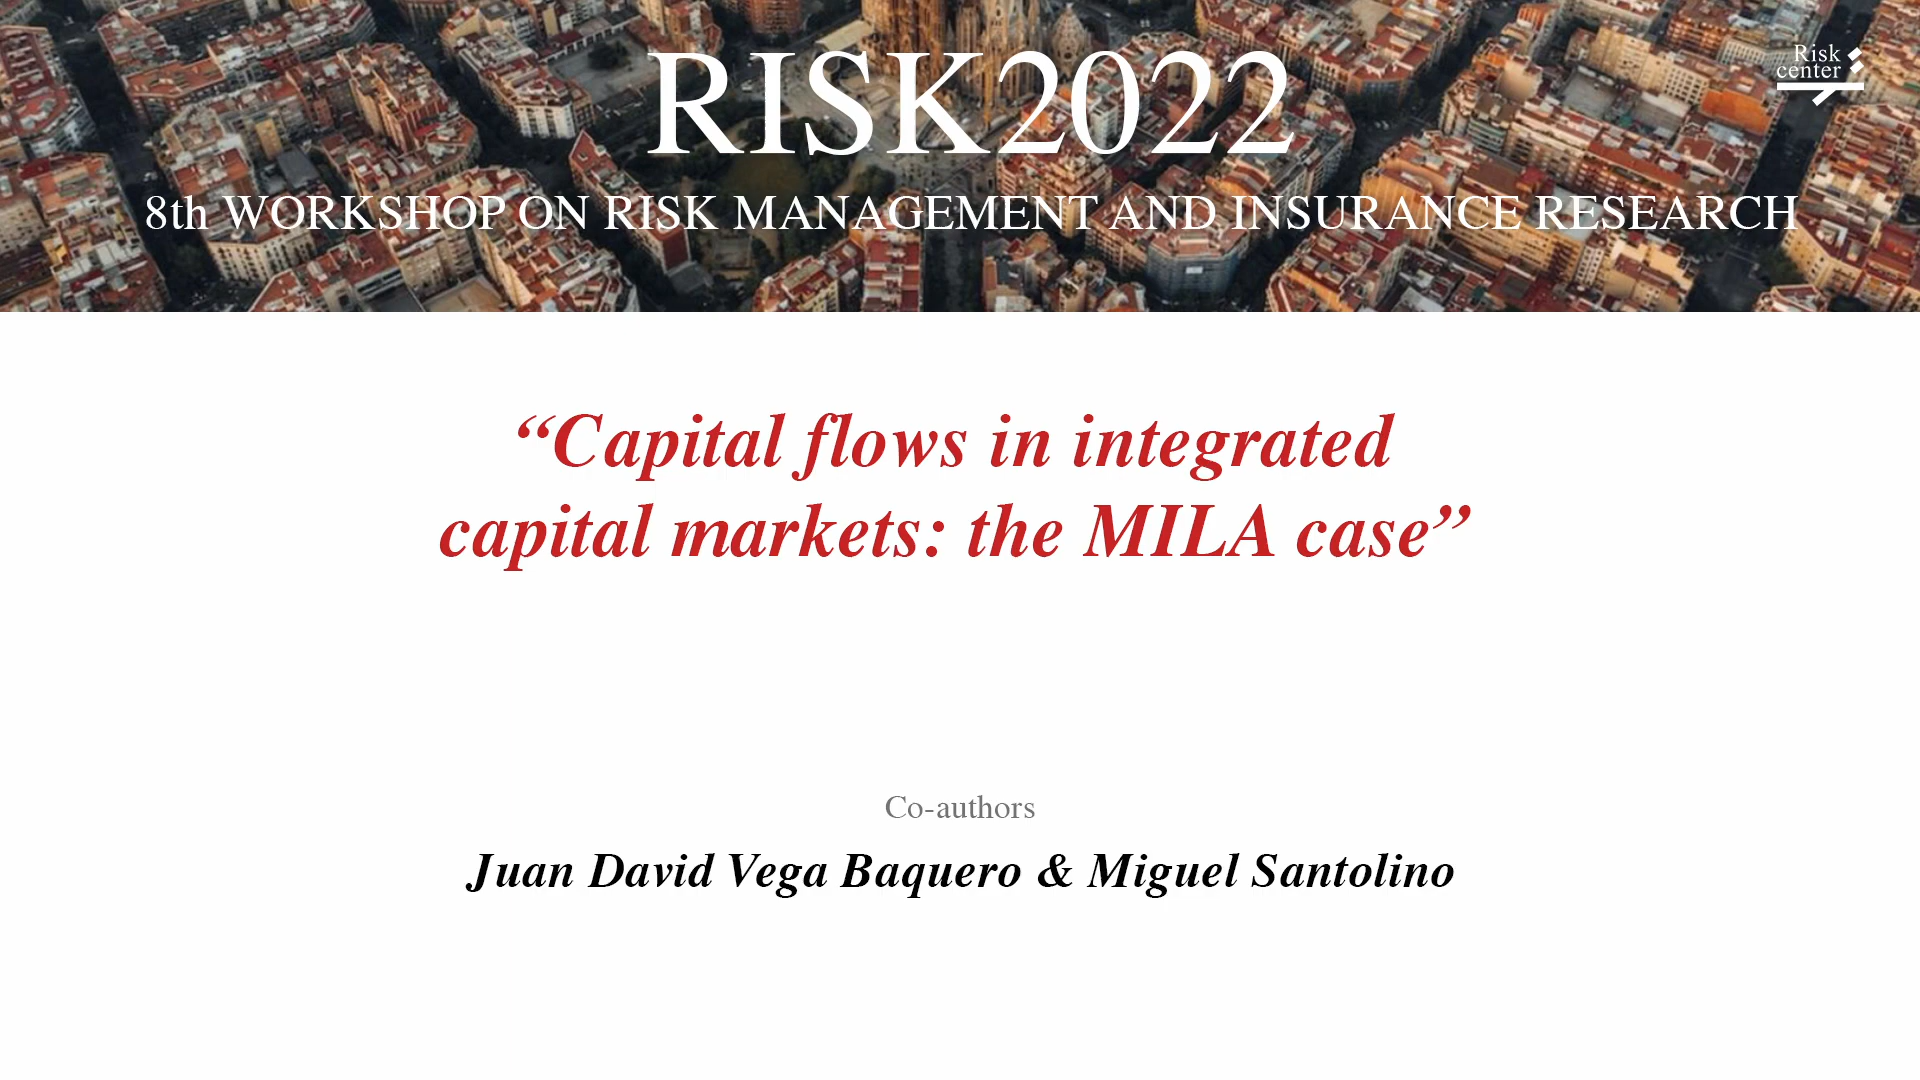 RISK2022
Risk
center
8th WORKSHOP ON RISK MANAGEMENT AND INSURANCE RESEARCH
“Capital flows in integrated
capital markets: the MILA case”
Co-authors
Juan David Vega Baquero & Miguel Santolino